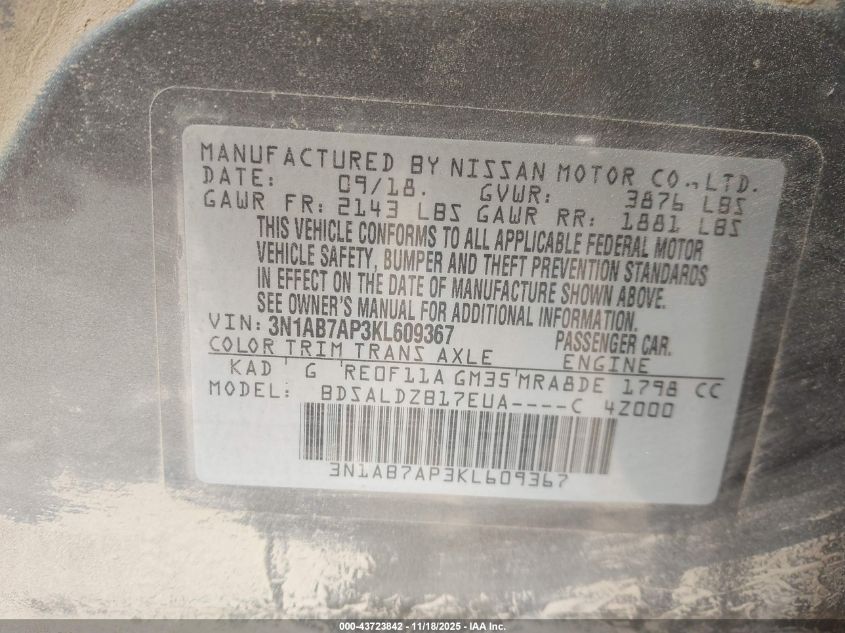 MANUFACTURED BY NISSAN MOTOR CO., LTD.
DATE: 09/18. GVWR: 3876 LBS
GAWR FR: 2143 LBS GAWR RR: 1881 LBS
THIS VEHICLE CONFORMS TO ALL APPLICABLE FEDERAL MOTOR
VEHICLE SAFETY, BUMPER AND THEFT PREVENTION STANDARDS
IN EFFECT ON THE DATE OF MANUFACTURE SHOWN ABOVE.
SEE OWNER'S MANUAL FOR ADDITIONAL INFORMATION.
VIN: 3N1AB7AP3KL609367 PASSENGER CAR.
COLOR TRIM TRANS AXLE ENGINE
KAD G RE0F11A GM35 MRA8DE 1798 CC
MODEL: BDSALDZB17EUA----C 4Z000
3N1AB7AP3KL609367
000-43723842 - 11/18/2025 - IAA Inc.